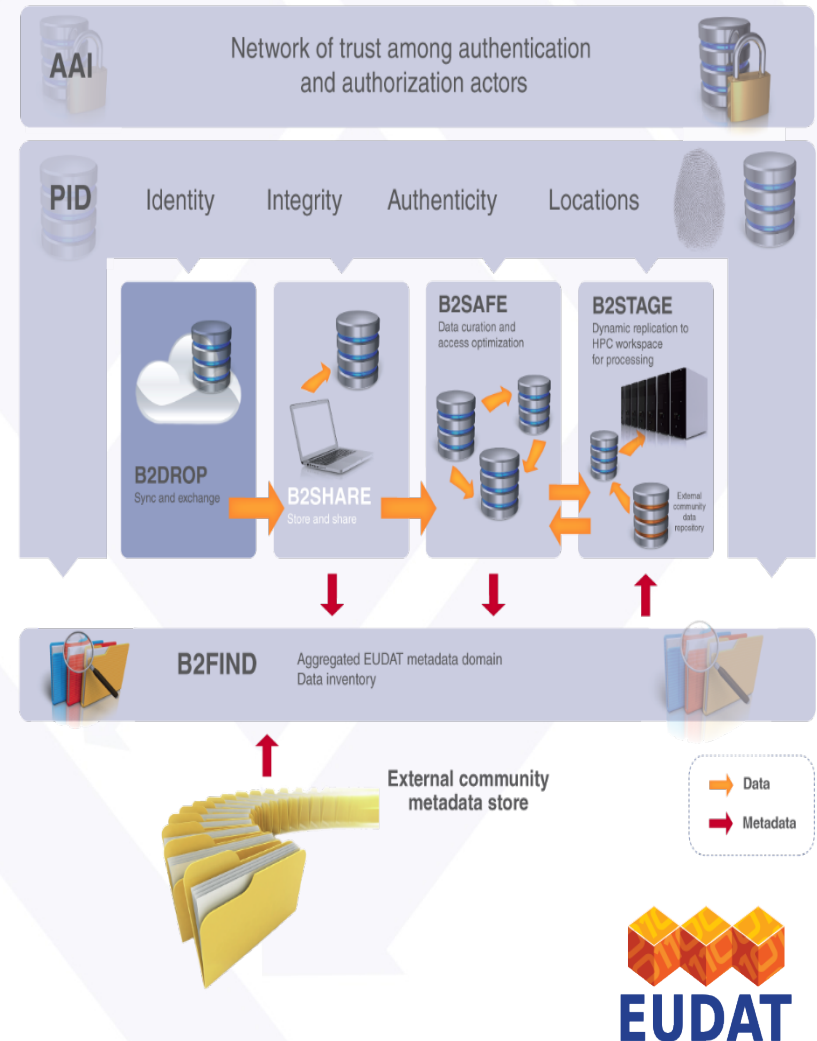 AAI
Network of trust among authentication
and authorization actors
PID
Identity
Integrity
Authenticity
Locations
B2DROP
Sync and exchange
B2SHARE
Store and share
B2SAFE
Data curation and
access optimization
B2STAGE
Dynamic replication to
HPC workspace
for processing
External
community
data
repository
B2FIND
Aggregated EUDAT metadata domain
Data inventory
External community
metadata store
Data
Metadata
EUDAT